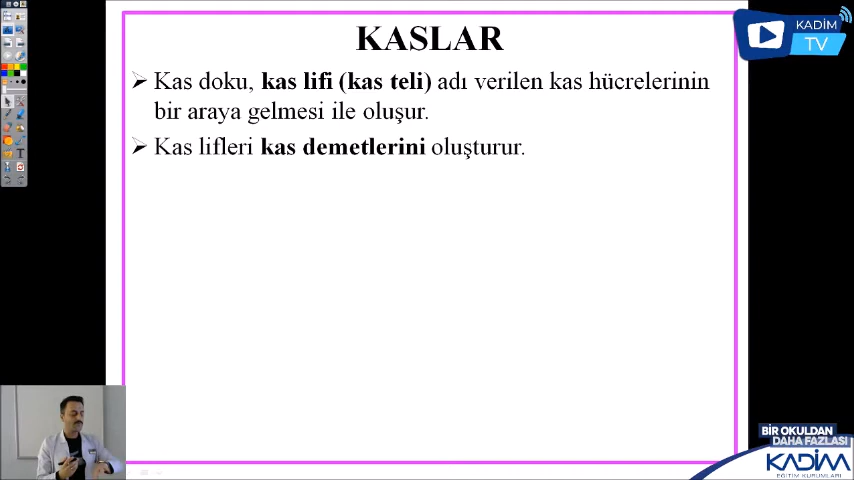 KASLAR
Kas doku, kas lifi (kas teli) adı verilen kas hücrelerinin
bir araya gelmesi ile oluşur.
Kas lifleri kas demetlerini oluşturur.
KADİM
TV
BİR OKULDAN
DAHA FAZLASI
KADİM
EĞİTİM KURUMLARI